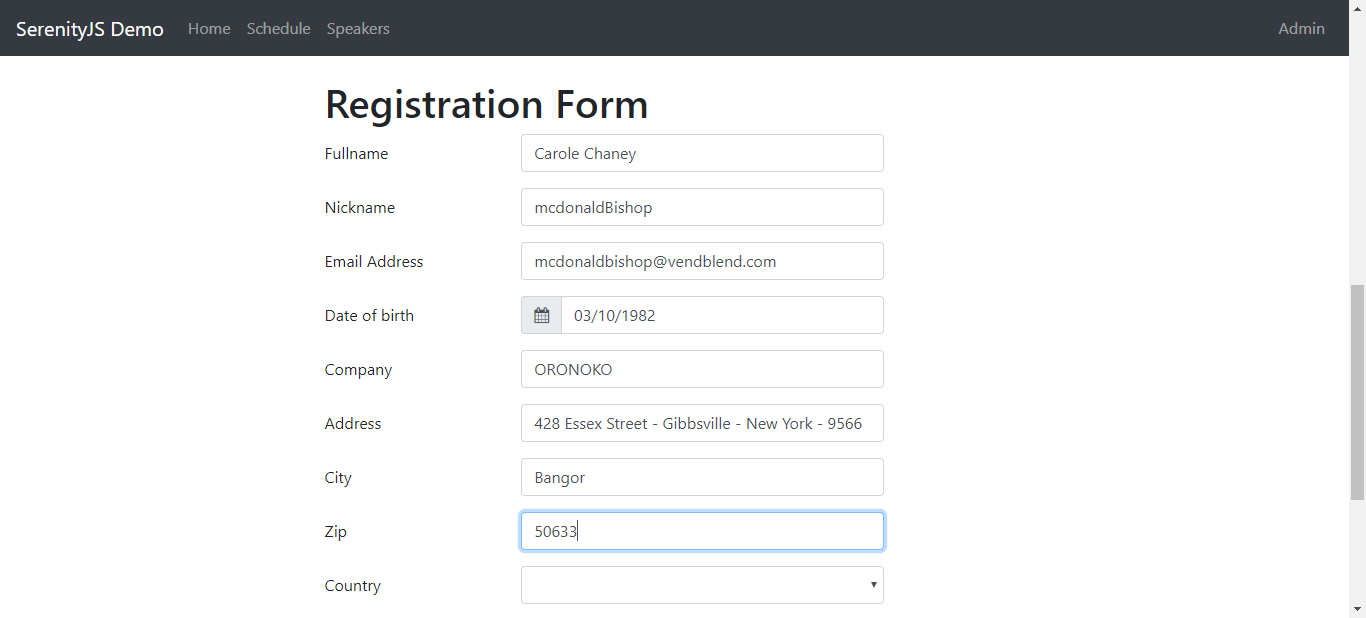 SerenityJS Demo Home Schedule Speakers Admin
Registration Form
Fullname Carole Chaney
Nickname mcdonaldBishop
Email Address mcdonaldbishop@vendblend.com
Date of birth 03/10/1982
Company ORONOKO
Address 428 Essex Street - Gibbsville - New York - 9566
City Bangor
Zip 50633
Country